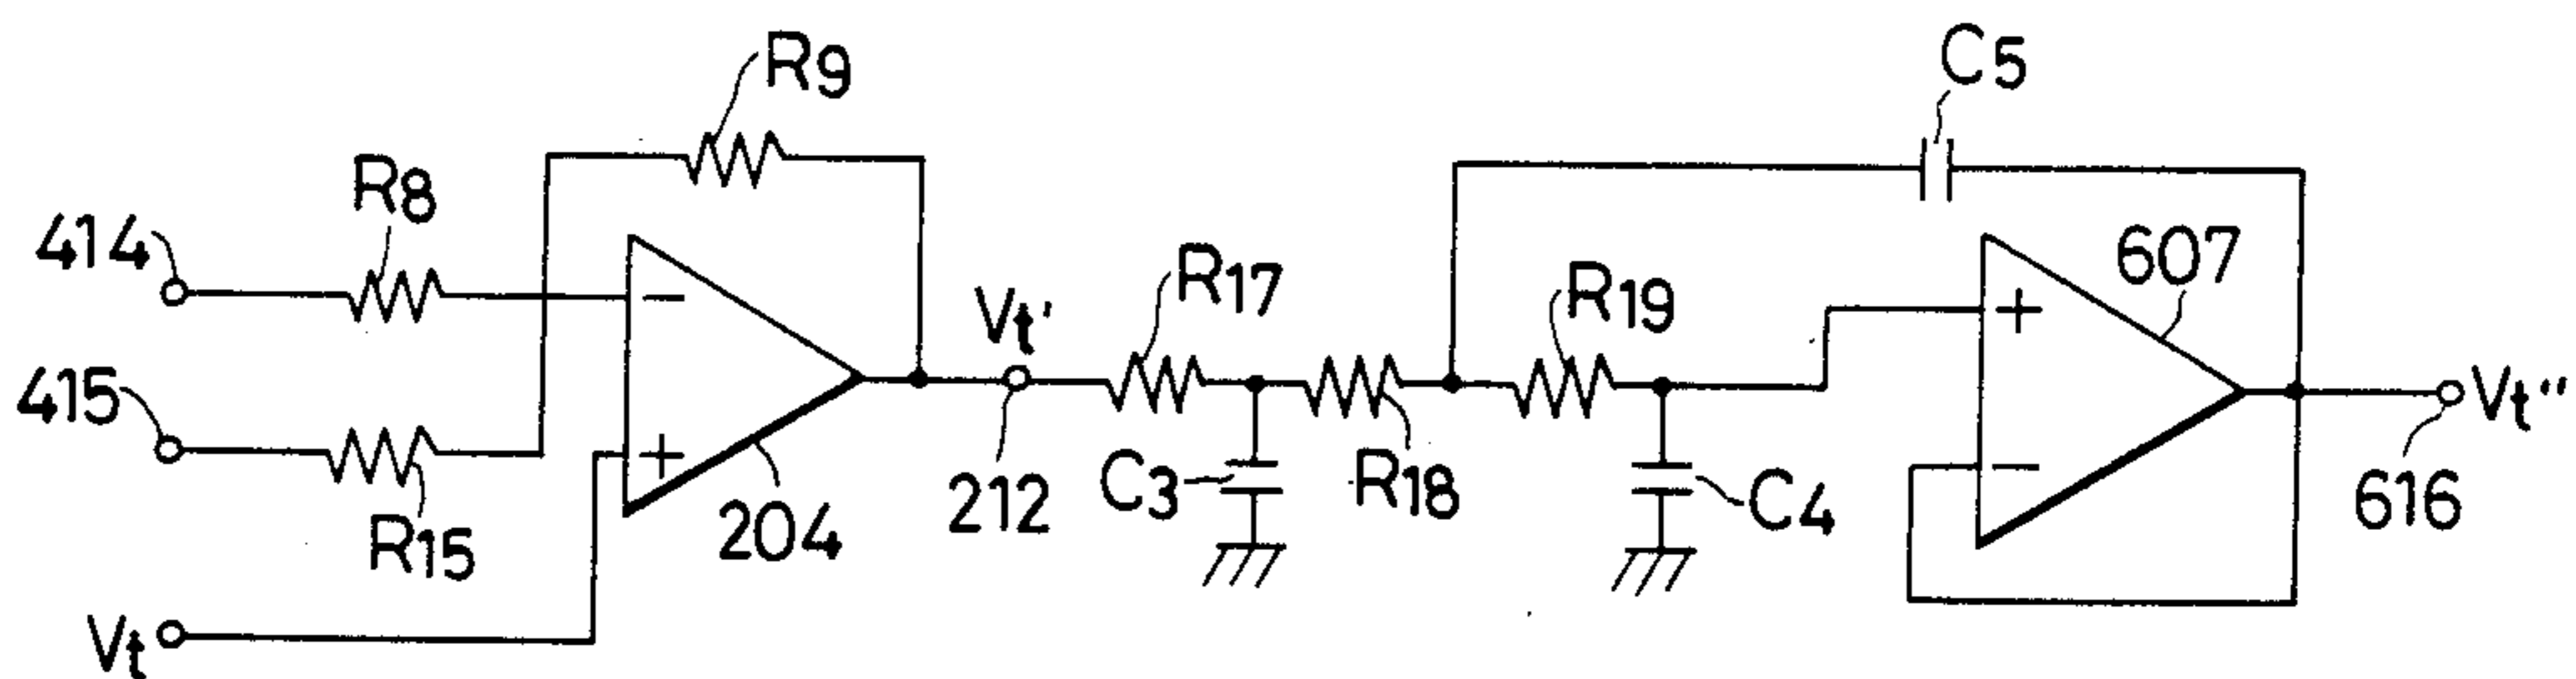 R9
C5
R8
414
607
R17
R19
Vt'
415
Vt''
R15
204
212
C3
R18
C4
616
Vt
−
+
+
−